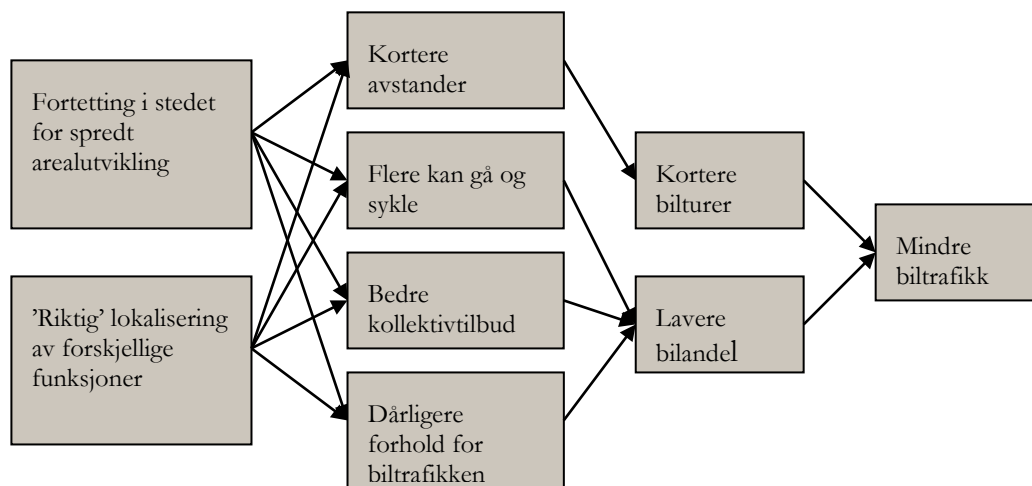 Fortetting i stedet
for spredt
arealutvikling
’Riktig’ lokalisering
av forskjellige
funksjoner
Kortere
avstander
Flere kan gå og
sykle
Bedre
kollektivtilbud
Dårligere
forhold for
biltrafikken
Kortere
bilturer
Lavere
bilandel
Mindre
biltrafikk